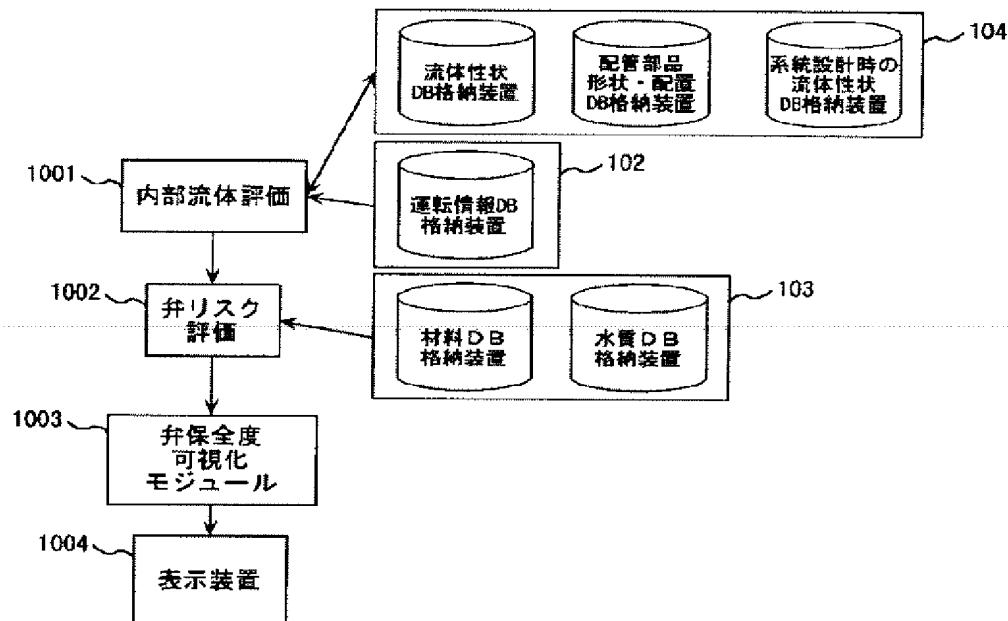 104
流体性状
DB格納装置
配管部品
形状・配置
DB格納装置
系統設計時の
流体性状
DB格納装置
1001
内部流体評価
102
運転情報DB
格納装置
1002
弁リスク
評価
103
材料DB
格納装置
水質DB
格納装置
1003
弁保全度
可視化
モジュール
1004
表示装置